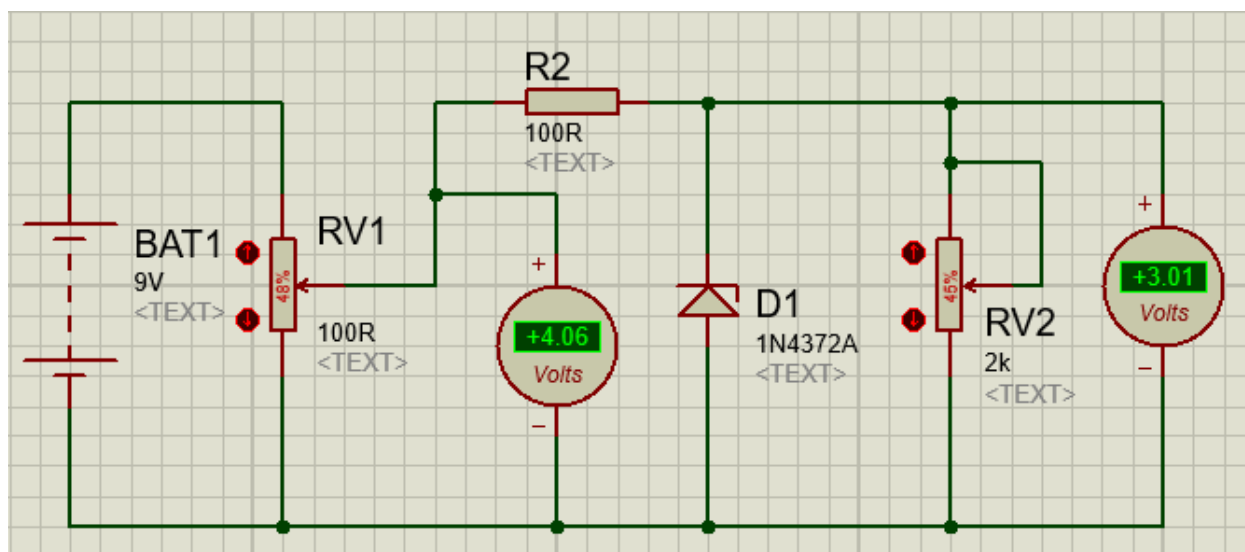 BAT1
9V
<TEXT>
48%
RV1
100R
<TEXT>
R2
100R
<TEXT>
+
+4.06
Volts
−
D1
1N4372A
<TEXT>
45%
RV2
2k
<TEXT>
+
+3.01
Volts
−